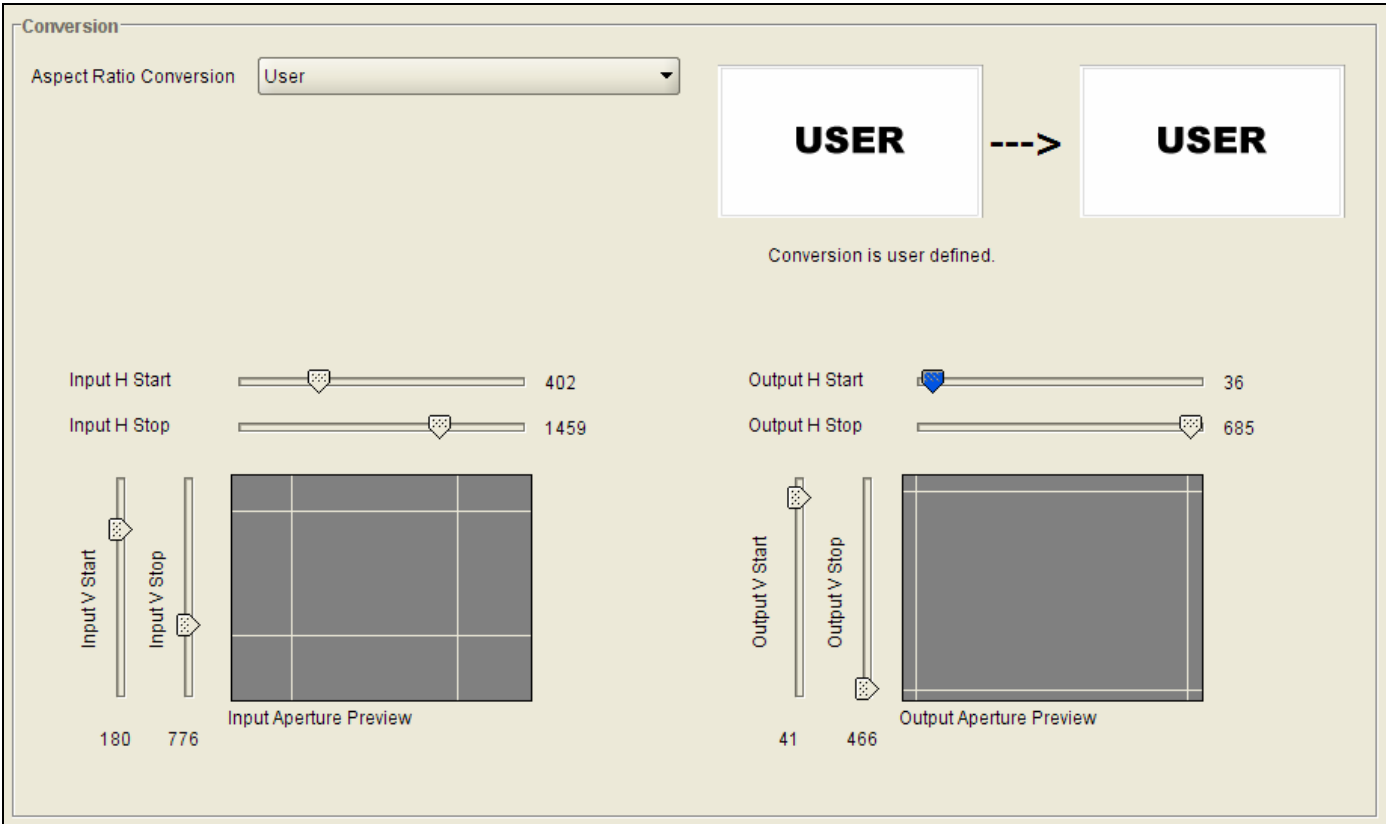 Conversion
Aspect Ratio Conversion User
USER ---> USER
Conversion is user defined.
Input H Start 402
Input H Stop 1459
Input V Start
Input V Stop
180 776
Input Aperture Preview
Output H Start 36
Output H Stop 685
Output V Start
Output V Stop
41 466
Output Aperture Preview